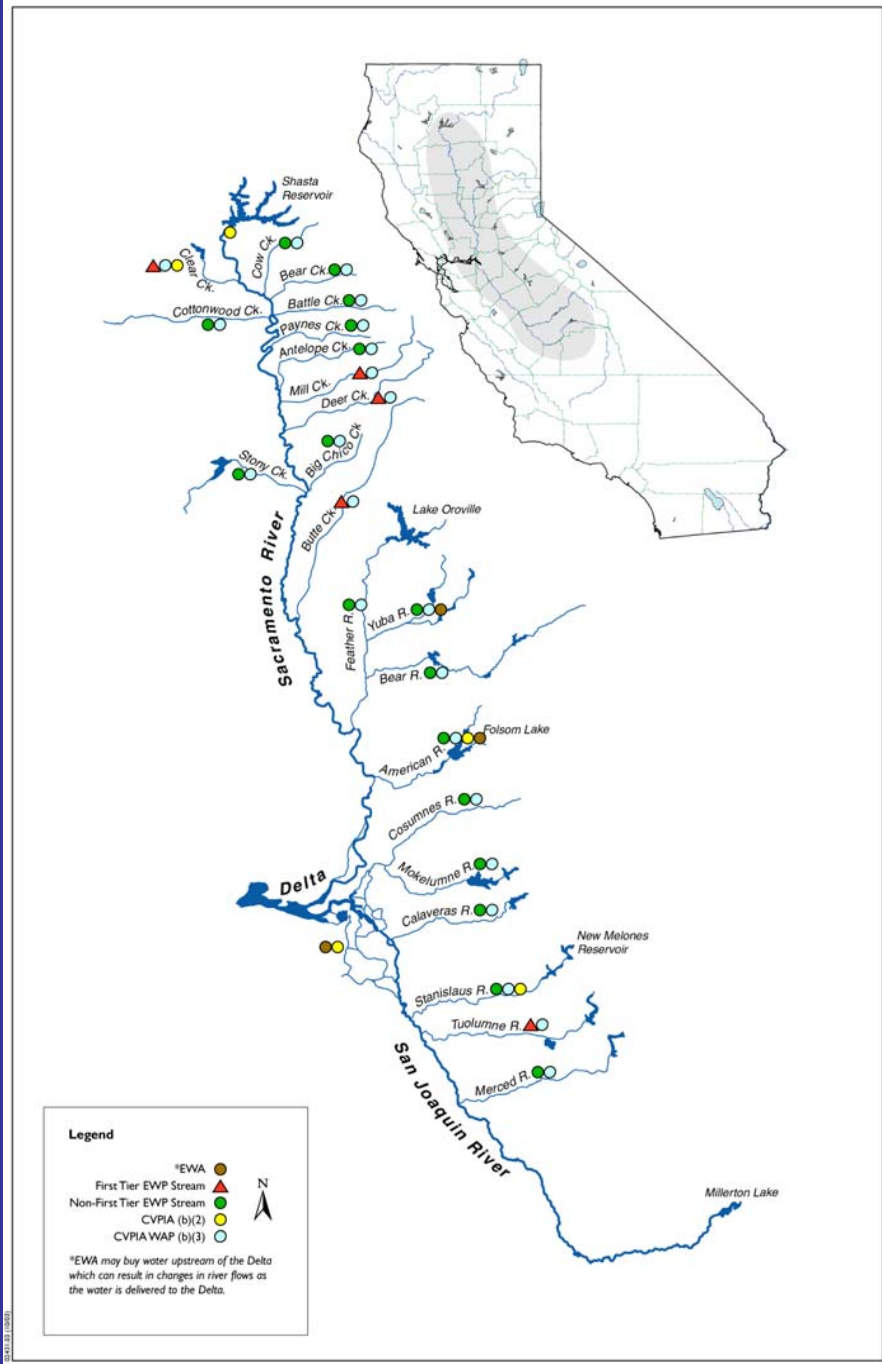 Shasta
Reservoir
Clear Ck.
Cow Ck.
Bear Ck.
Cottonwood Ck.
Battle Ck.
Paynes Ck.
Antelope Ck.
Mill Ck.
Deer Ck.
Big Chico Ck
Stony Ck.
Butte Ck.
Lake Oroville
Sacramento River
Feather R.
Yuba R.
Bear R.
Folsom Lake
American R.
Cosumnes R.
Mokelumne R.
Delta
Calaveras R.
New Melones
Reservoir
Stanislaus R.
Tuolumne R.
Merced R.
San Joaquin River
Millerton Lake
Legend
*EWA
First Tier EWP Stream
Non-First Tier EWP Stream
CVPIA (b)(2)
CVPIA WAP (b)(3)
N
*EWA may buy water upstream of the Delta
which can result in changes in river flows as
the water is delivered to the Delta.